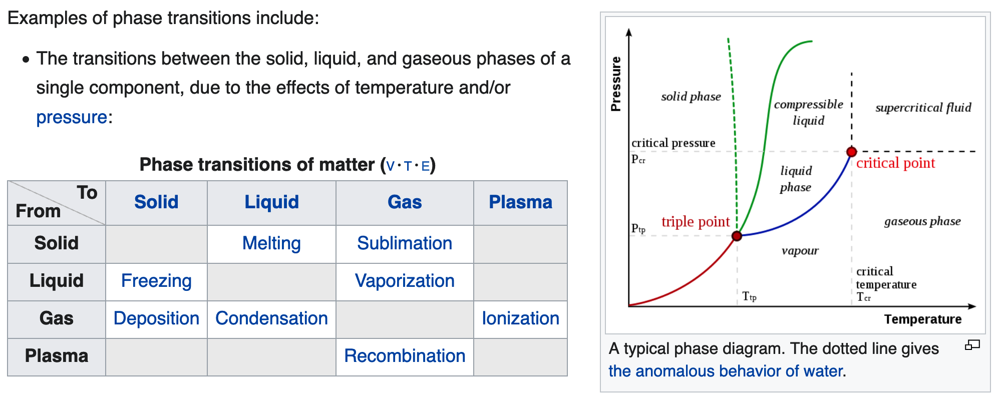 Examples of phase transitions include:
• The transitions between the solid, liquid, and gaseous phases of a
single component, due to the effects of temperature and/or
pressure:
Phase transitions of matter (V·T·E)
To
From
Solid Liquid Gas Plasma
Solid Melting Sublimation
Liquid Freezing Vaporization
Gas Deposition Condensation Ionization
Plasma Recombination
Pressure
solid phase
compressible
liquid
supercritical fluid
critical pressure
Pcr
critical point
liquid
phase
triple point
Ptp
gaseous phase
vapour
critical
temperature
Tcr
Ttp
Temperature
A typical phase diagram. The dotted line gives
the anomalous behavior of water.